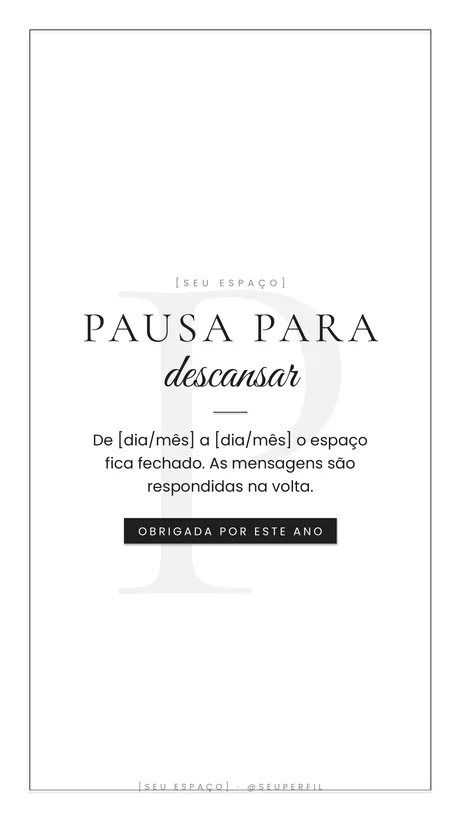 [SEU ESPAÇO]
PAUSA PARA
descansar
De [dia/mês] a [dia/mês] o espaço
fica fechado. As mensagens são
respondidas na volta.
OBRIGADA POR ESTE ANO
P
[SEU ESPAÇO] · @SEUPERFIL